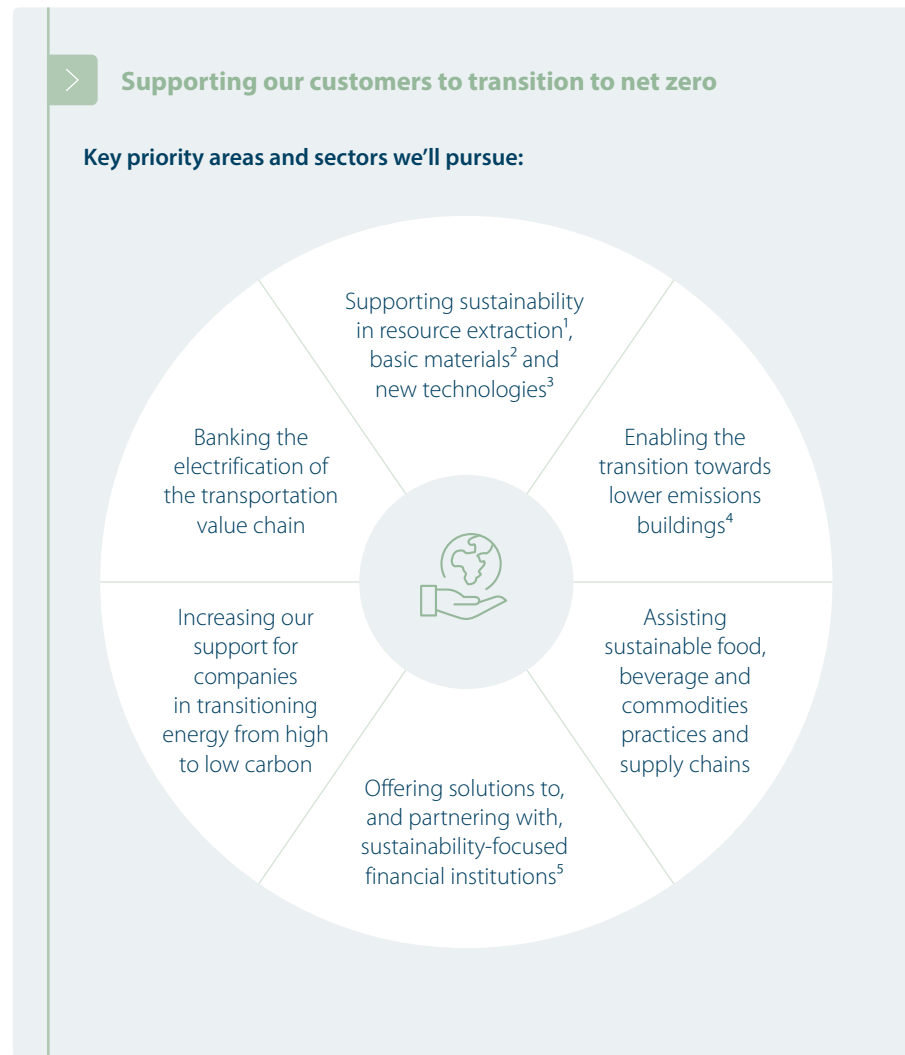 Supporting our customers to transition to net zero
Key priority areas and sectors we'll pursue:
Supporting sustainability
in resource extraction¹,
basic materials² and
new technologies³
Enabling the
transition towards
lower emissions
buildings⁴
Assisting
sustainable food,
beverage and
commodities
practices and
supply chains
Offering solutions to,
and partnering with,
sustainability-focused
financial institutions⁵
Increasing our
support for
companies
in transitioning
energy from high
to low carbon
Banking the
electrification of
the transportation
value chain